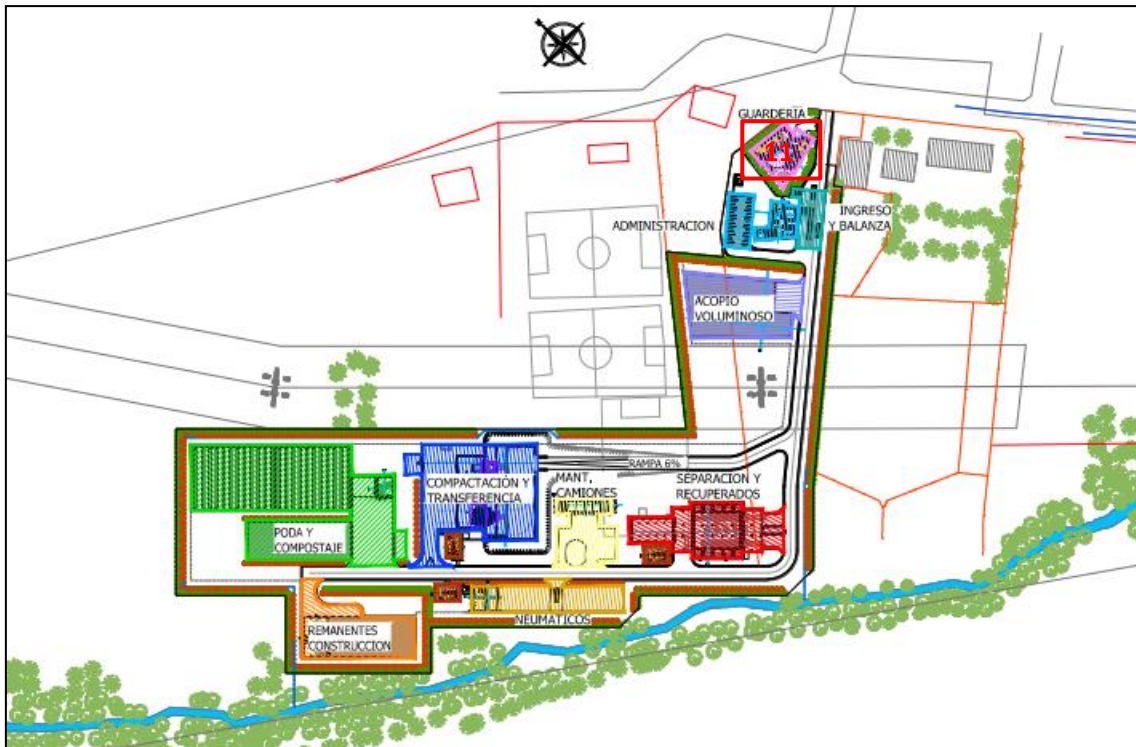 GUARDERIA
11
ADMINISTRACION
INGRESO
Y BALANZA
ACOPIO
VOLUMINOSO
RAMPA 6%
COMPACTACIÓN Y
TRANSFERENCIA
MANT.
CAMIONES
SEPARACION Y
RECUPERADOS
PODA Y
COMPOSTAJE
NEUMATICOS
REMANENTES
CONSTRUCCION